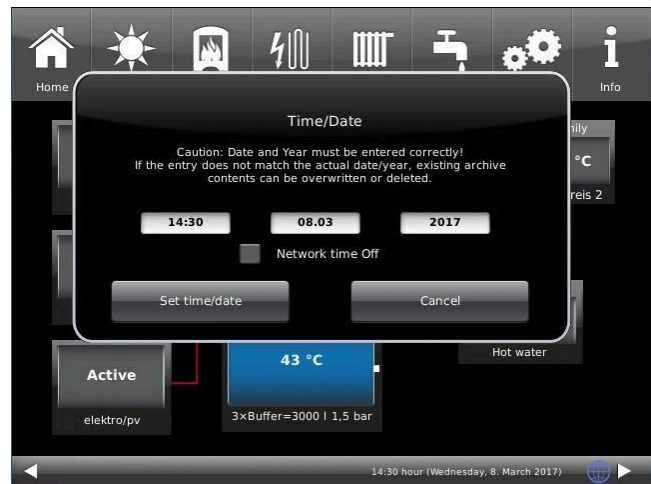 Home
Info
Time/Date
Caution: Date and Year must be entered correctly!
If the entry does not match the actual date/year, existing archive
contents can be overwritten or deleted.
14:30 08.03 2017
Network time Off
Set time/date Cancel
°C
reis 2
Active
elektro/pv
43 °C
3×Buffer=3000 l 1,5 bar
Hot water
14:30 hour (Wednesday, 8. March 2017)